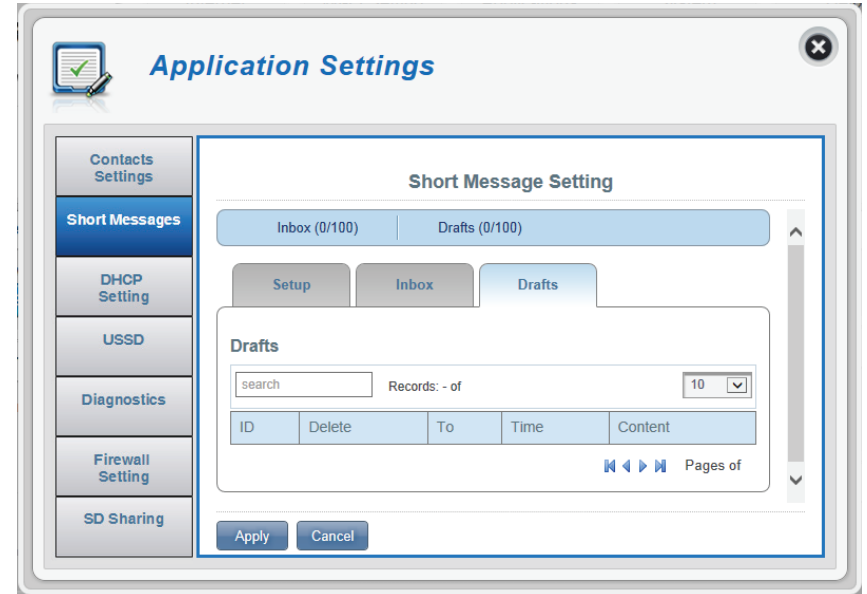 Application Settings
Contacts
Settings
Short Messages
DHCP
Setting
USSD
Diagnostics
Firewall
Setting
SD Sharing
Short Message Setting
Inbox (0/100) Drafts (0/100)
Setup Inbox Drafts
Drafts
search Records: - of 10
ID Delete To Time Content
Pages of
Apply Cancel